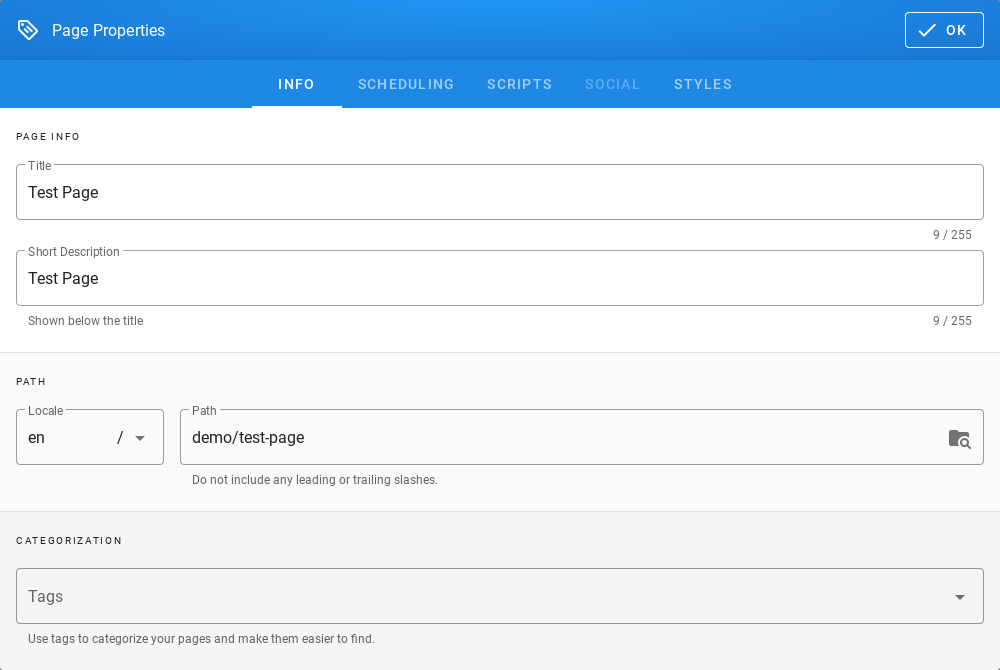 Page Properties
OK
INFO SCHEDULING SCRIPTS SOCIAL STYLES
PAGE INFO
Title
Test Page
9 / 255
Short Description
Test Page
Shown below the title 9 / 255
PATH
Locale Path
en / demo/test-page
Do not include any leading or trailing slashes.
CATEGORIZATION
Tags
Use tags to categorize your pages and make them easier to find.